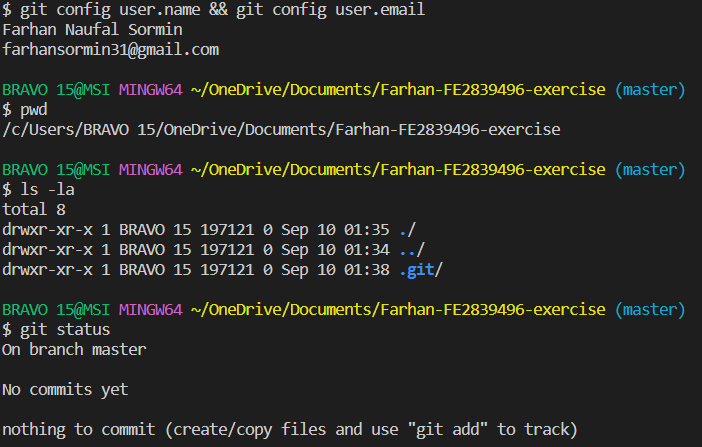 $ git config user.name && git config user.email
Farhan Naufal Sormin
farhansormin31@gmail.com
BRAVO 15@MSI MINGW64 ~/OneDrive/Documents/Farhan-FE2839496-exercise (master)
$ pwd
/c/Users/BRAVO 15/OneDrive/Documents/Farhan-FE2839496-exercise
BRAVO 15@MSI MINGW64 ~/OneDrive/Documents/Farhan-FE2839496-exercise (master)
$ ls -la
total 8
drwxr-xr-x 1 BRAVO 15 197121 0 Sep 10 01:35 ./
drwxr-xr-x 1 BRAVO 15 197121 0 Sep 10 01:34 ../
drwxr-xr-x 1 BRAVO 15 197121 0 Sep 10 01:38 .git/
BRAVO 15@MSI MINGW64 ~/OneDrive/Documents/Farhan-FE2839496-exercise (master)
$ git status
On branch master
No commits yet
nothing to commit (create/copy files and use "git add" to track)